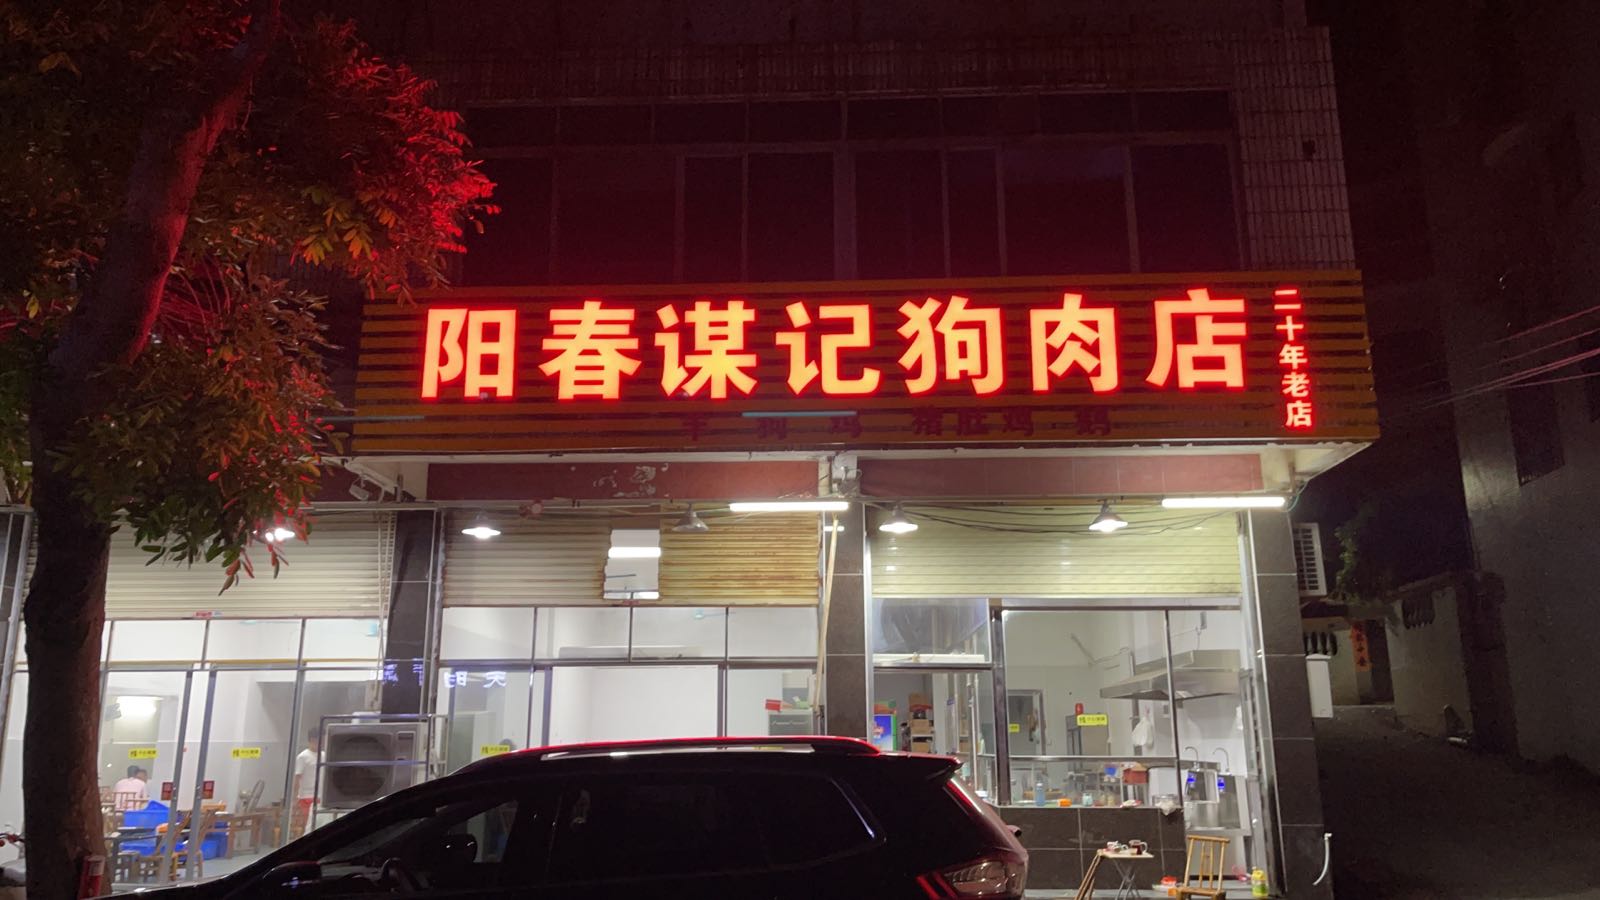 阳春谋记狗肉店
二十年老店
羊 狗 鸡 猪肚鸡 鹅